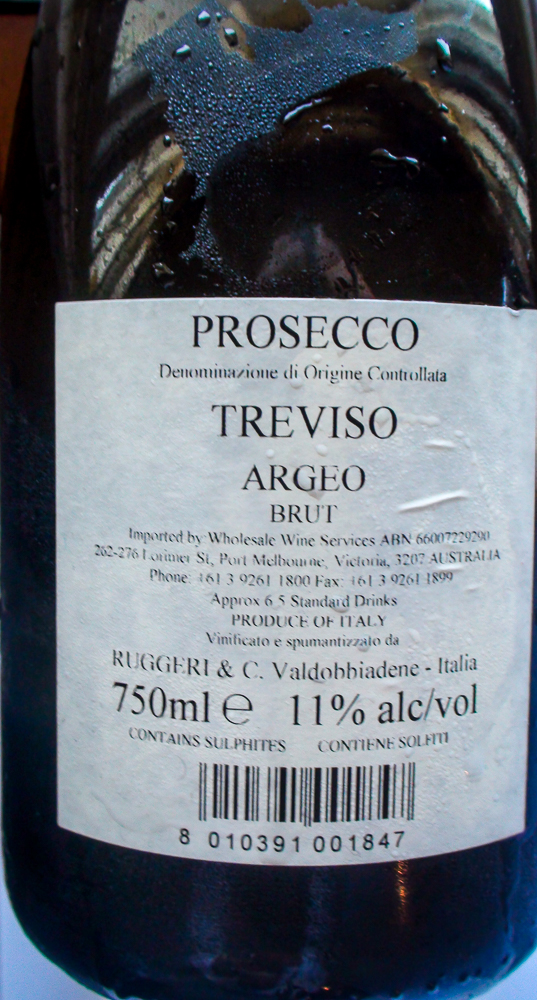 PROSECCO
Denominazione di Origine Controllata
TREVISO
ARGEO
BRUT
Imported by Wholesale Wine Services ABN 66007229290
262-276 Lorimer St, Port Melbourne, Victoria, 3207 AUSTRALIA
Phone: +61 3 9261 1800 Fax: +61 3 9261 1899
Approx 6.5 Standard Drinks
PRODUCE OF ITALY
Vinificato e spumantizzato da
RUGGERI & C. Valdobbiadene - Italia
750ml ℮ 11% alc/vol
CONTAINS SULPHITES CONTIENE SOLFITI
8 010391 001847